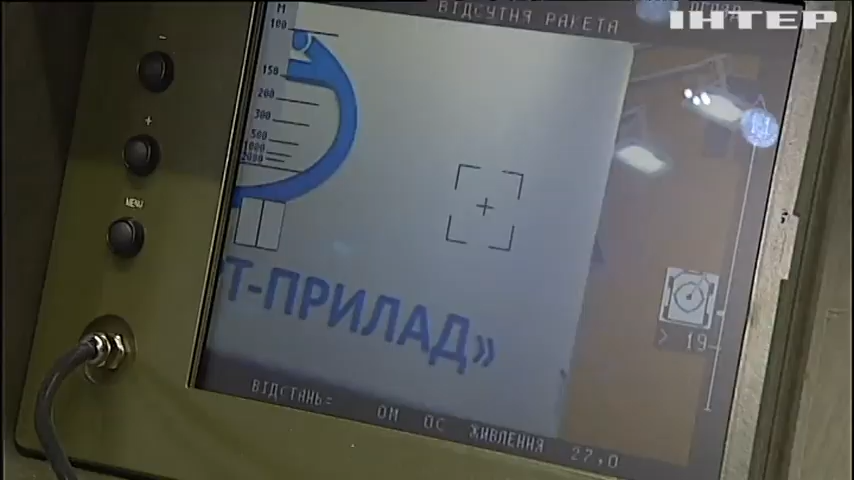 ІНТЕР
ВІДСУТНЯ РАКЕТА
М
100
150
200
300
500
1000
2000
-
+
MENU
Т-ПРИЛАД»
> 19
ВІДСТАНЬ= 0М 0С ЖИВЛЕННЯ 27,0